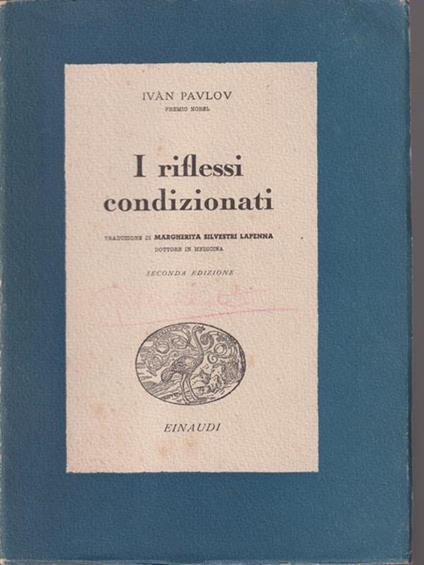 IVÀN PAVLOV
PREMIO NOBEL
I riflessi
condizionati
TRADUZIONE DI MARGHERITA SILVESTRI LAPENNA
DOTTORE IN MEDICINA
SECONDA EDIZIONE
EINAUDI